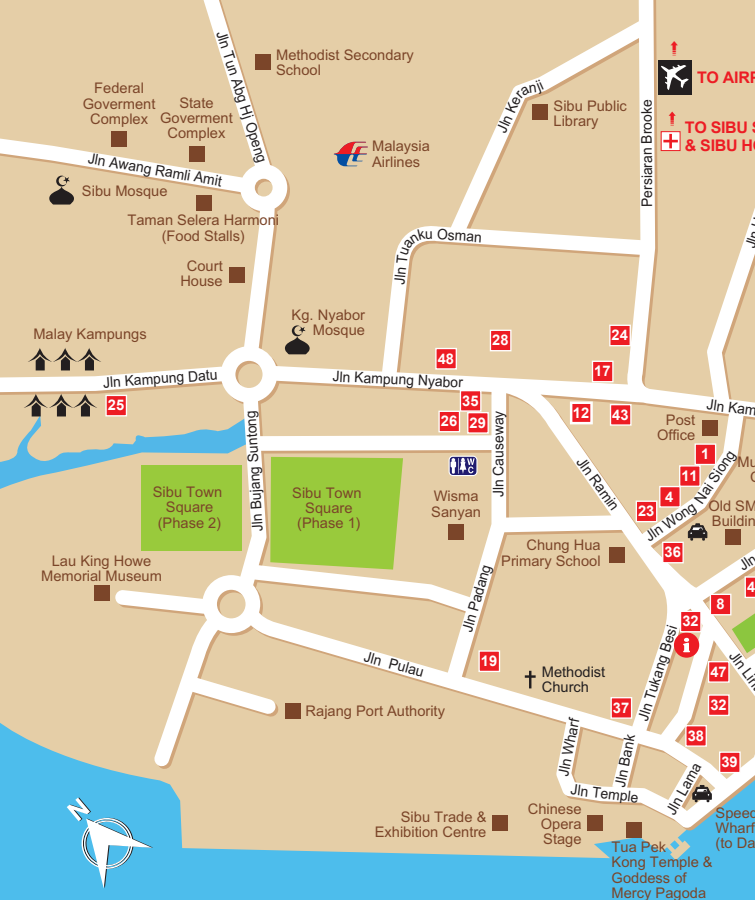 Jln Tun Abg Hj Openg
Methodist Secondary
School
Federal
Goverment
Complex
State
Goverment
Complex
Jln Keranji
Sibu Public
Library
Persiaran Brooke
TO AIRP
TO SIBU S
& SIBU HO
Malaysia
Airlines
Jln Awang Ramli Amit
Sibu Mosque
Taman Selera Harmoni
(Food Stalls)
Jln Tuanku Osman
Court
House
Kg. Nyabor
Mosque
Malay Kampungs
28
24
48
17
Jln Kampung Datu
Jln Kampung Nyabor
Jln Kam
25
35
26
29
12
43
Post
Office
Jln Bujang Suntong
Jln Causeway
Jln Ramin
1
11
4
23
Jln Wong Nai Siong
Mu
WC
Sibu Town
Square
(Phase 2)
Sibu Town
Square
(Phase 1)
Wisma
Sanyan
Old SM
Buildin
Chung Hua
Primary School
36
Jln
Lau King Howe
Memorial Museum
Jln Padang
8
4
32
i
Jln Tukang Besi
Jln Lin
Jln Pulau
19
Methodist
Church
47
32
37
38
39
Rajang Port Authority
Jln Wharf
Jln Bank
Jln Lama
Jln Temple
N
Sibu Trade &
Exhibition Centre
Chinese
Opera
Stage
Speed
Wharf
(to Da
Tua Pek
Kong Temple &
Goddess of
Mercy Pagoda